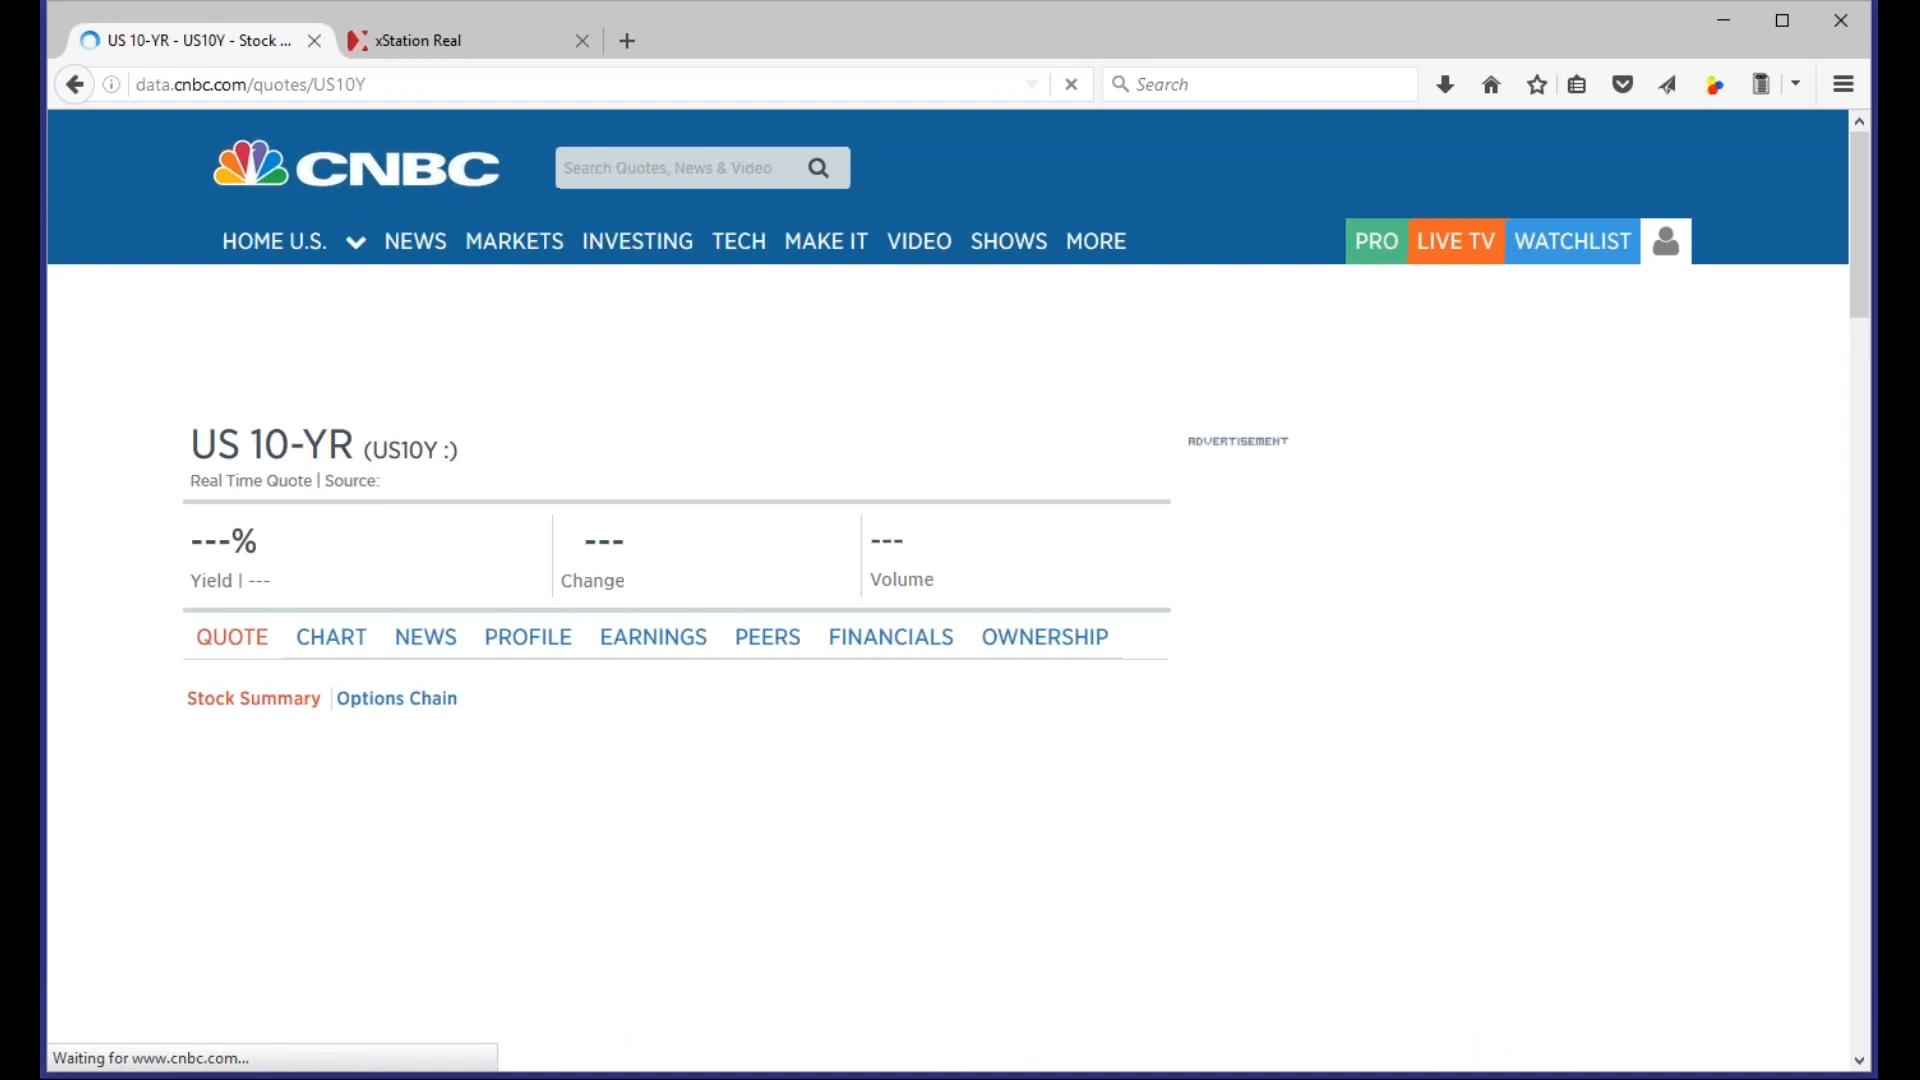 US 10-YR - US10Y - Stock ...
xStation Real
data.cnbc.com/quotes/US10Y
Search
CNBC
Search Quotes, News & Video
HOME U.S. NEWS MARKETS INVESTING TECH MAKE IT VIDEO SHOWS MORE
PRO LIVE TV WATCHLIST
US 10-YR (US10Y :)
ADVERTISEMENT
Real Time Quote | Source:
---% --- ---
Yield | --- Change Volume
QUOTE CHART NEWS PROFILE EARNINGS PEERS FINANCIALS OWNERSHIP
Stock Summary Options Chain
Waiting for www.cnbc.com...